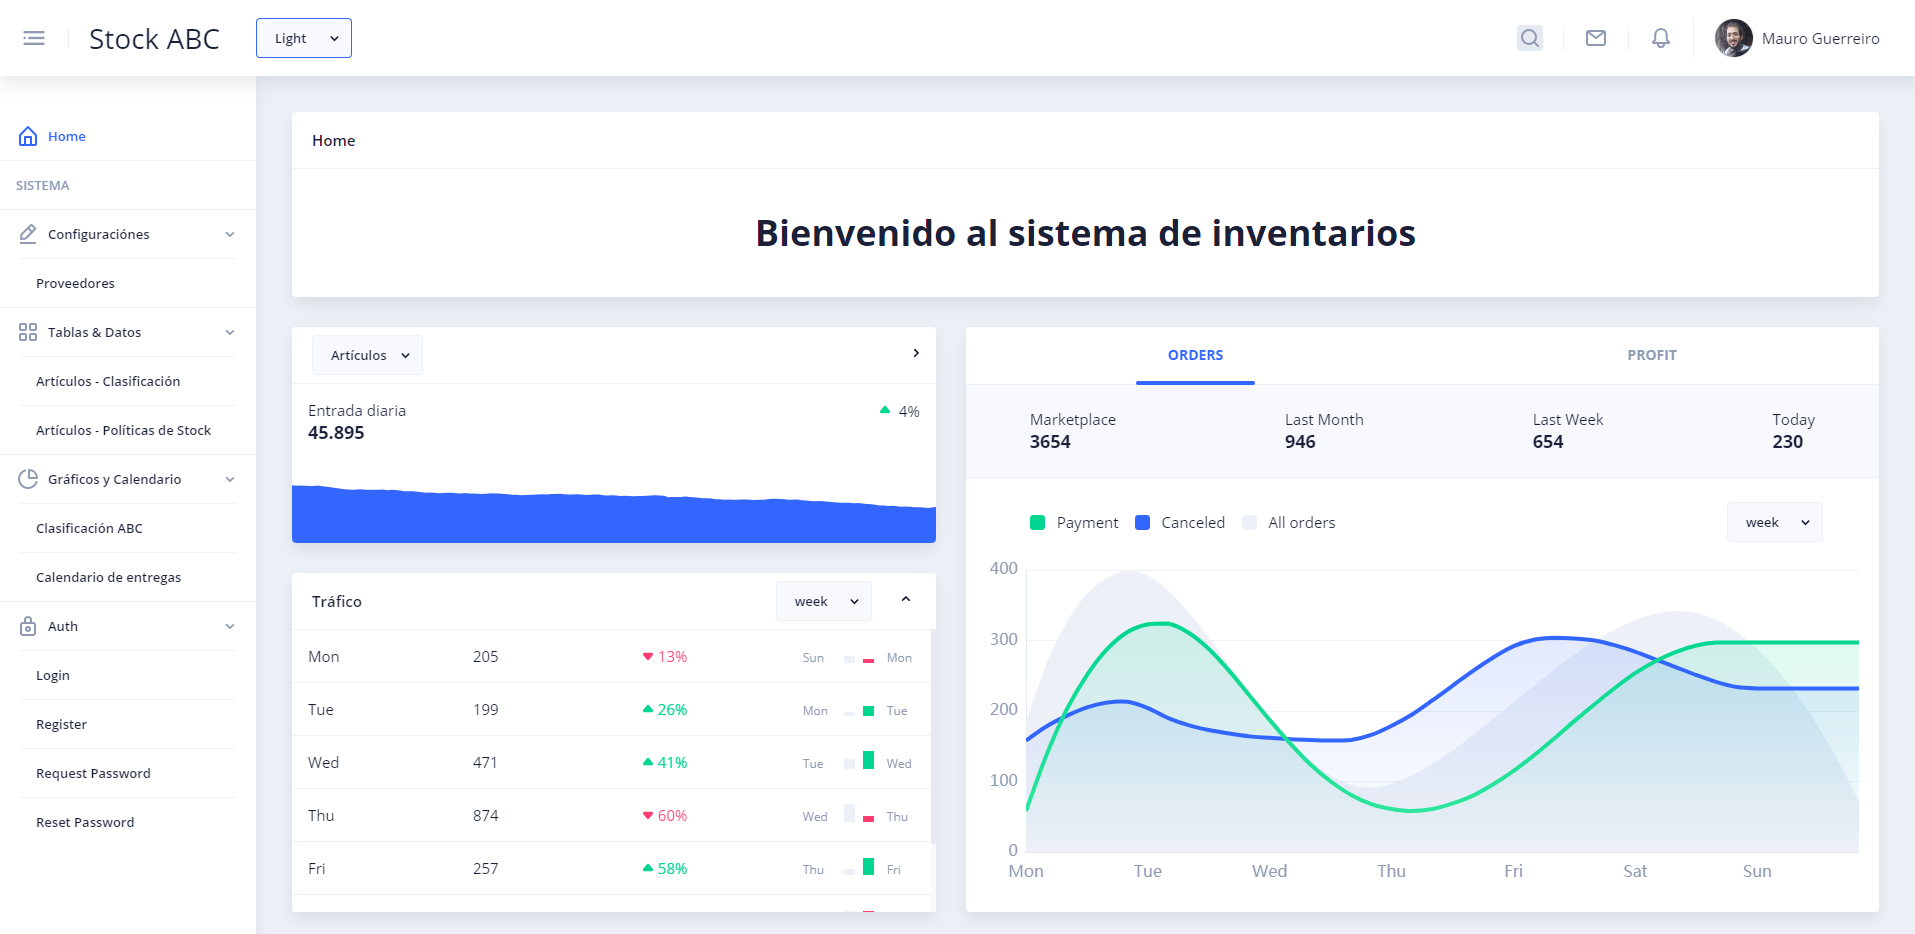 Stock ABC
Light
Mauro Guerreiro
Home
SISTEMA
Configuraciónes
Proveedores
Tablas & Datos
Artículos - Clasificación
Artículos - Políticas de Stock
Gráficos y Calendario
Clasificación ABC
Calendario de entregas
Auth
Login
Register
Request Password
Reset Password
Home
Bienvenido al sistema de inventarios
Artículos
Entrada diaria
4%
45.895
Tráfico
week
Mon 205 13% Sun Mon
Tue 199 26% Mon Tue
Wed 471 41% Tue Wed
Thu 874 60% Wed Thu
Fri 257 58% Thu Fri
ORDERS PROFIT
Marketplace Last Month Last Week Today
3654 946 654 230
Payment Canceled All orders
week
400
300
200
100
0
Mon Tue Wed Thu Fri Sat Sun